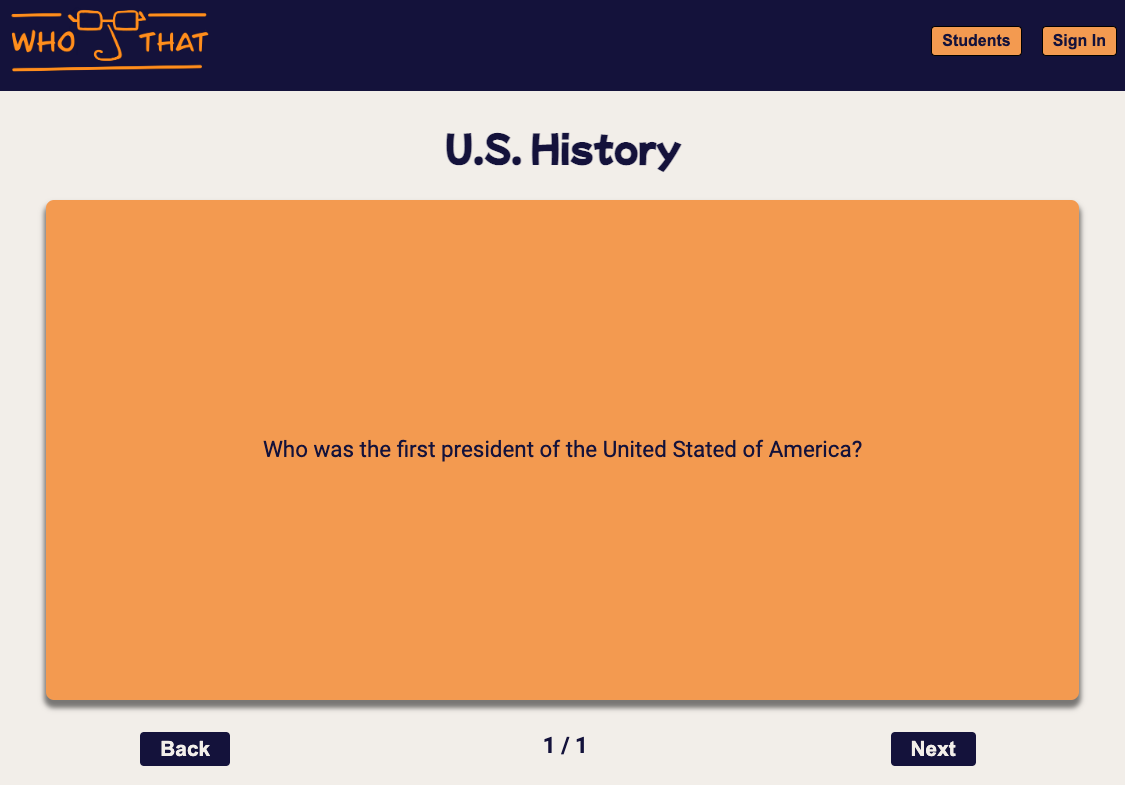 WHO THAT
Students
Sign In
U.S. History
Who was the first president of the United Stated of America?
Back
1 / 1
Next